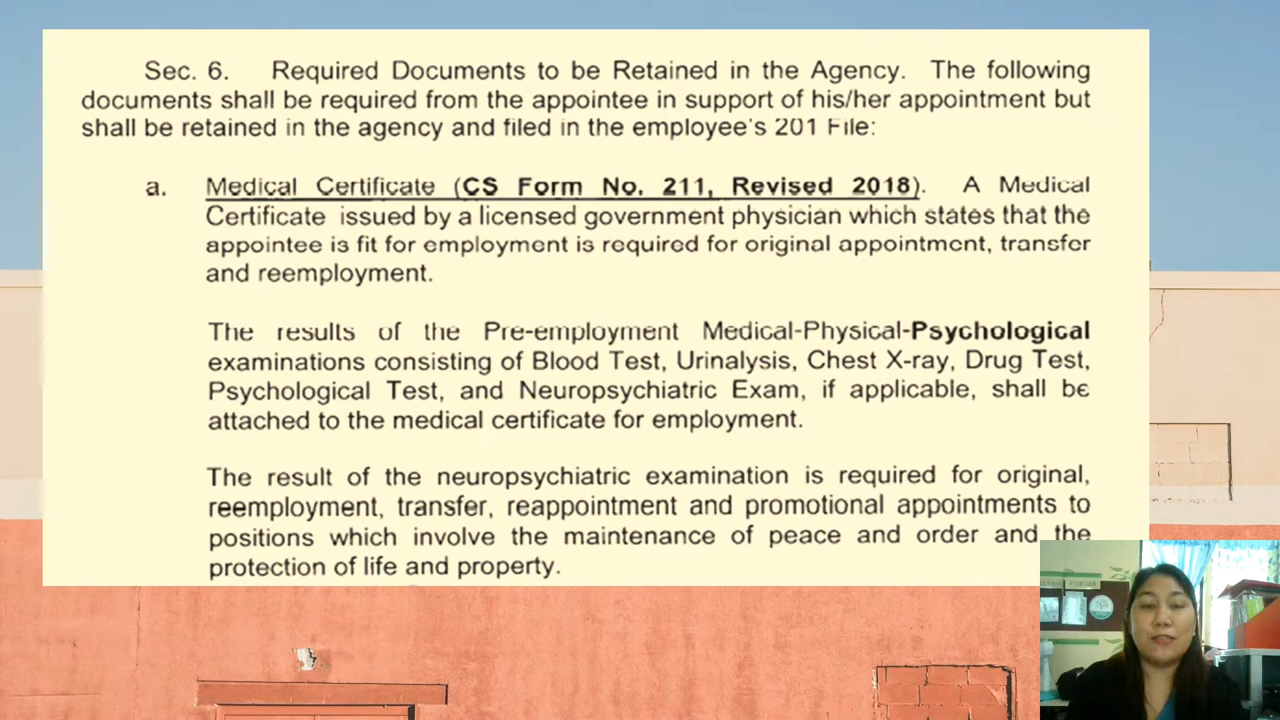 Sec. 6. Required Documents to be Retained in the Agency. The following
documents shall be required from the appointee in support of his/her appointment but
shall be retained in the agency and filed in the employee's 201 File:
a. Medical Certificate (CS Form No. 211, Revised 2018). A Medical
Certificate issued by a licensed government physician which states that the
appointee is fit for employment is required for original appointment, transfer
and reemployment.
The results of the Pre-employment Medical-Physical-Psychological
examinations consisting of Blood Test, Urinalysis, Chest X-ray, Drug Test,
Psychological Test, and Neuropsychiatric Exam, if applicable, shall be
attached to the medical certificate for employment.
The result of the neuropsychiatric examination is required for original,
reemployment, transfer, reappointment and promotional appointments to
positions which involve the maintenance of peace and order and the
protection of life and property.